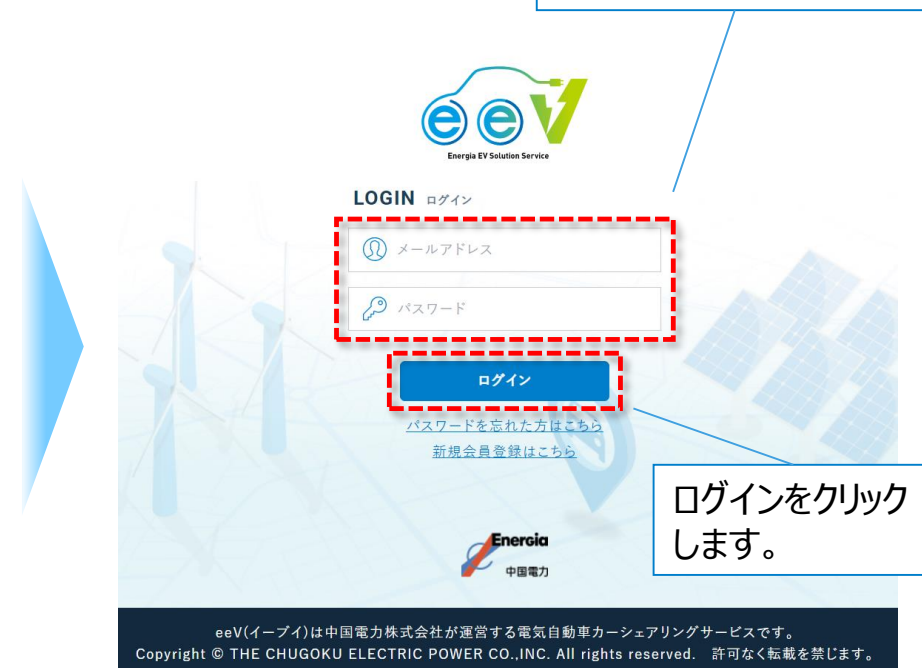 eeV
Energia EV Solution Service
LOGIN ログイン
メールアドレス
パスワード
ログイン
パスワードを忘れた方はこちら
新規会員登録はこちら
ログインをクリック
します。
Energia
中国電力
eeV(イーブイ)は中国電力株式会社が運営する電気自動車カーシェアリングサービスです。
Copyright © THE CHUGOKU ELECTRIC POWER CO.,INC. All rights reserved. 許可なく転載を禁じます。